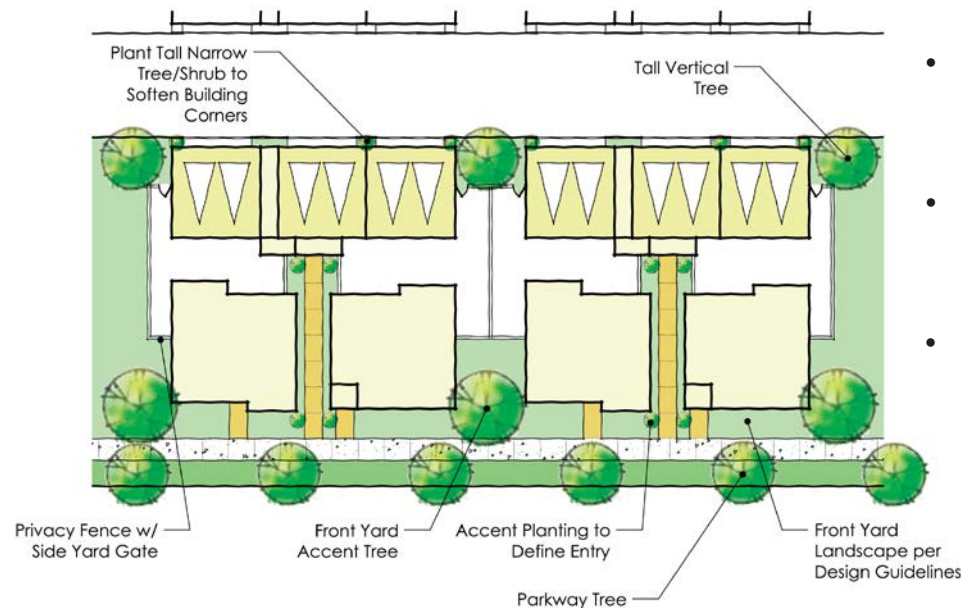 Plant Tall Narrow
Tree/Shrub to
Soften Building
Corners
Tall Vertical
Tree
•
•
•
Privacy Fence w/
Side Yard Gate
Front Yard
Accent Tree
Accent Planting to
Define Entry
Front Yard
Landscape per
Design Guidelines
Parkway Tree